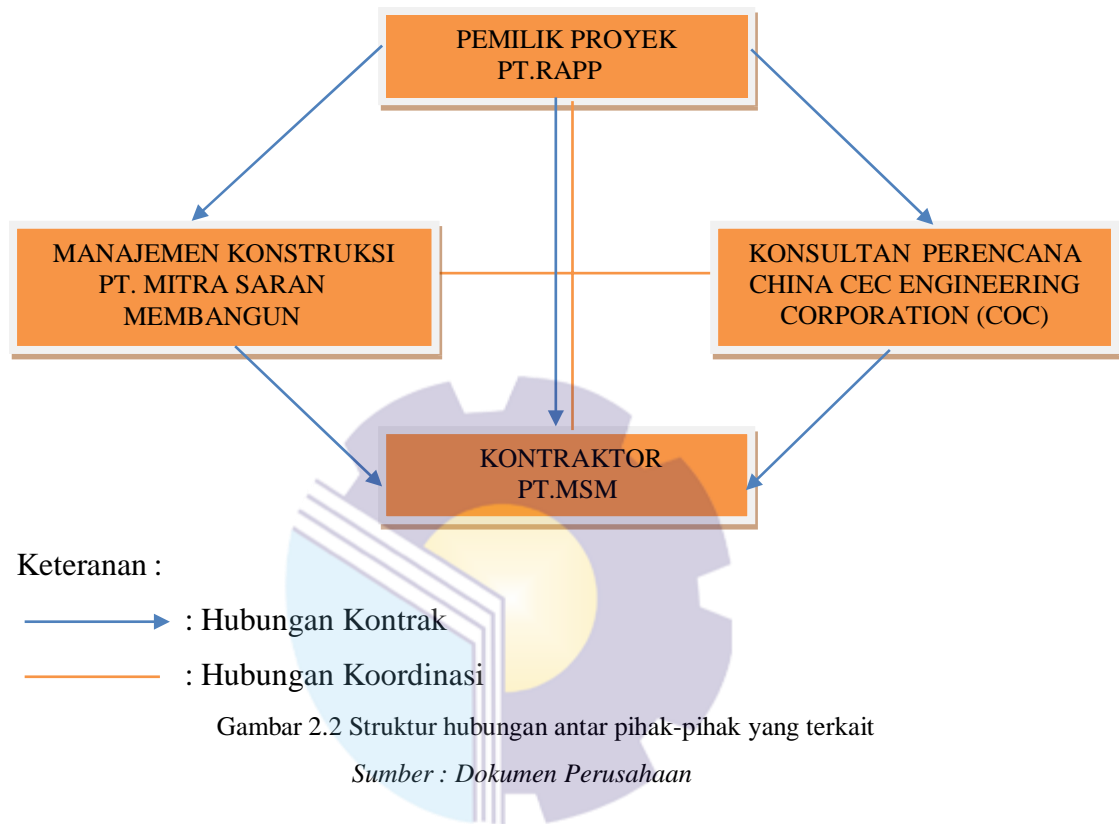 PEMILIK PROYEK
PT.RAPP
MANAJEMEN KONSTRUKSI
PT. MITRA SARAN
MEMBANGUN
KONSULTAN PERENCANA
CHINA CEC ENGINEERING
CORPORATION (COC)
KONTRAKTOR
PT.MSM
Keteranan :
: Hubungan Kontrak
: Hubungan Koordinasi
Gambar 2.2 Struktur hubungan antar pihak-pihak yang terkait
Sumber : Dokumen Perusahaan